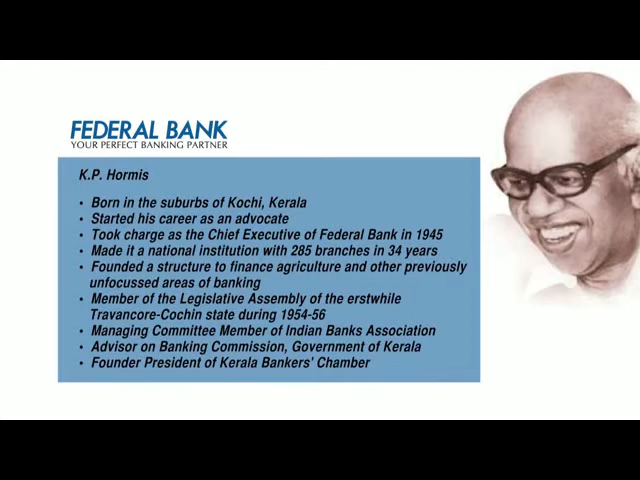 FEDERAL BANK
YOUR PERFECT BANKING PARTNER
K.P. Hormis
• Born in the suburbs of Kochi, Kerala
• Started his career as an advocate
• Took charge as the Chief Executive of Federal Bank in 1945
• Made it a national institution with 285 branches in 34 years
• Founded a structure to finance agriculture and other previously
unfocussed areas of banking
• Member of the Legislative Assembly of the erstwhile
Travancore-Cochin state during 1954-56
• Managing Committee Member of Indian Banks Association
• Advisor on Banking Commission, Government of Kerala
• Founder President of Kerala Bankers' Chamber